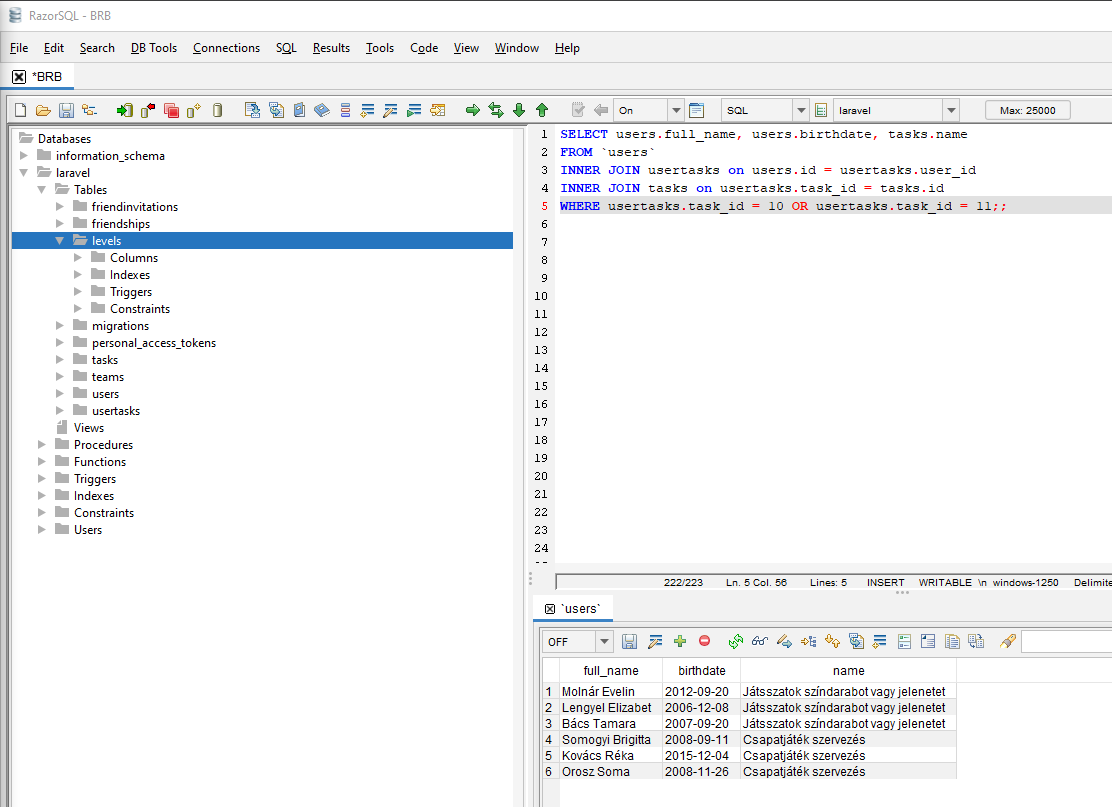 RazorSQL - BRB
File Edit Search DB Tools Connections SQL Results Tools Code View Window Help
*BRB
On SQL laravel Max: 25000
Databases
information_schema
laravel
Tables
friendinvitations
friendships
levels
Columns
Indexes
Triggers
Constraints
migrations
personal_access_tokens
tasks
teams
users
usertasks
Views
Procedures
Functions
Triggers
Indexes
Constraints
Users
1 SELECT users.full_name, users.birthdate, tasks.name
2 FROM `users`
3 INNER JOIN usertasks on users.id = usertasks.user_id
4 INNER JOIN tasks on usertasks.task_id = tasks.id
5 WHERE usertasks.task_id = 10 OR usertasks.task_id = 11;;
6
7
8
9
10
11
12
13
14
15
16
17
18
19
20
21
22
23
24
222/223 Ln. 5 Col. 56 Lines: 5 INSERT WRITABLE \n windows-1250 Delimite
`users`
OFF
full_name birthdate name
1 Molnár Evelin 2012-09-20 Játsszatok színdarabot vagy jelenetet
2 Lengyel Elizabet 2006-12-08 Játsszatok színdarabot vagy jelenetet
3 Bács Tamara 2007-09-20 Játsszatok színdarabot vagy jelenetet
4 Somogyi Brigitta 2008-09-11 Csapatjáték szervezés
5 Kovács Réka 2015-12-04 Csapatjáték szervezés
6 Orosz Soma 2008-11-26 Csapatjáték szervezés